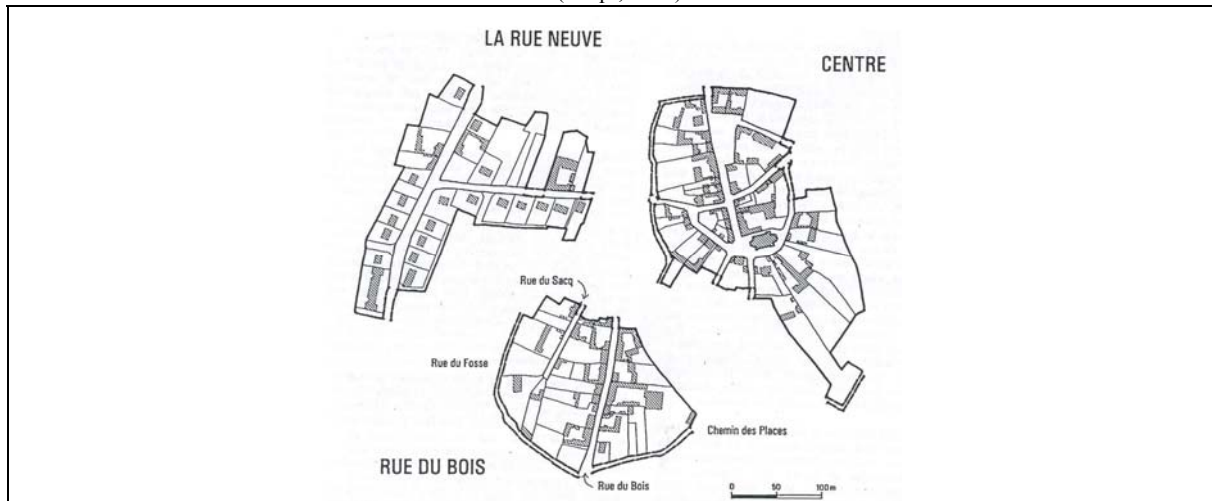 LA RUE NEUVE
CENTRE
Rue du Sacq
Rue du Fosse
Chemin des Places
RUE DU BOIS
Rue du Bois
0 50 100m